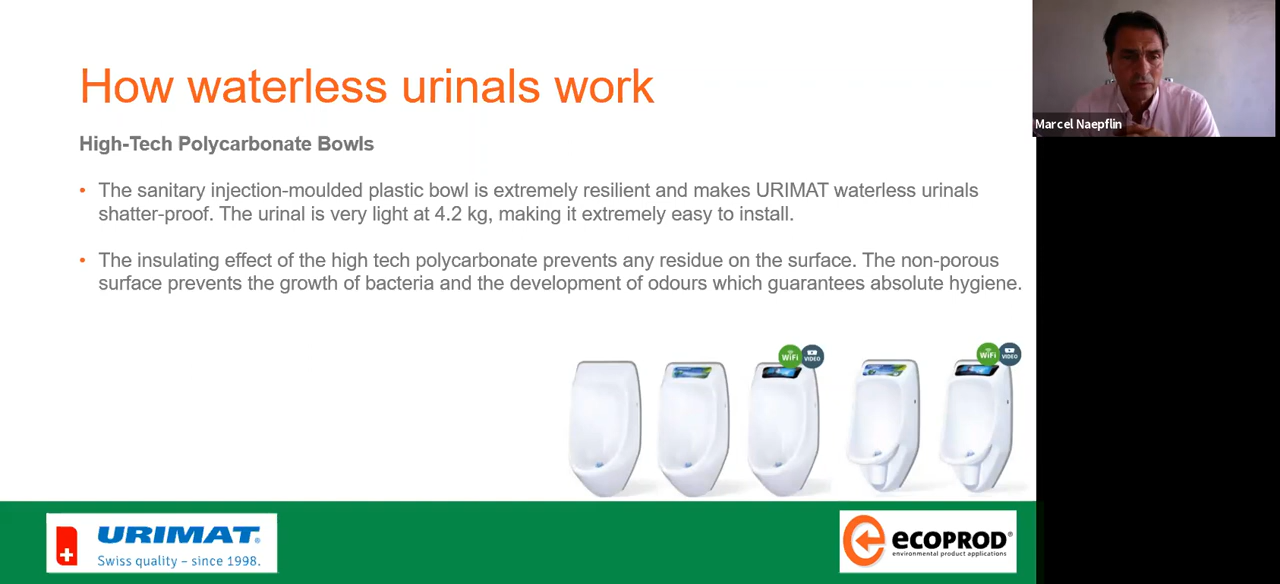 How waterless urinals work
Marcel Naepflin
High-Tech Polycarbonate Bowls
• The sanitary injection-moulded plastic bowl is extremely resilient and makes URIMAT waterless urinals
shatter-proof. The urinal is very light at 4.2 kg, making it extremely easy to install.
• The insulating effect of the high tech polycarbonate prevents any residue on the surface. The non-porous
surface prevents the growth of bacteria and the development of odours which guarantees absolute hygiene.
WiFi VIDEO WiFi VIDEO
URIMAT®
Swiss quality – since 1998.
ECOPROD®
environmental product applications